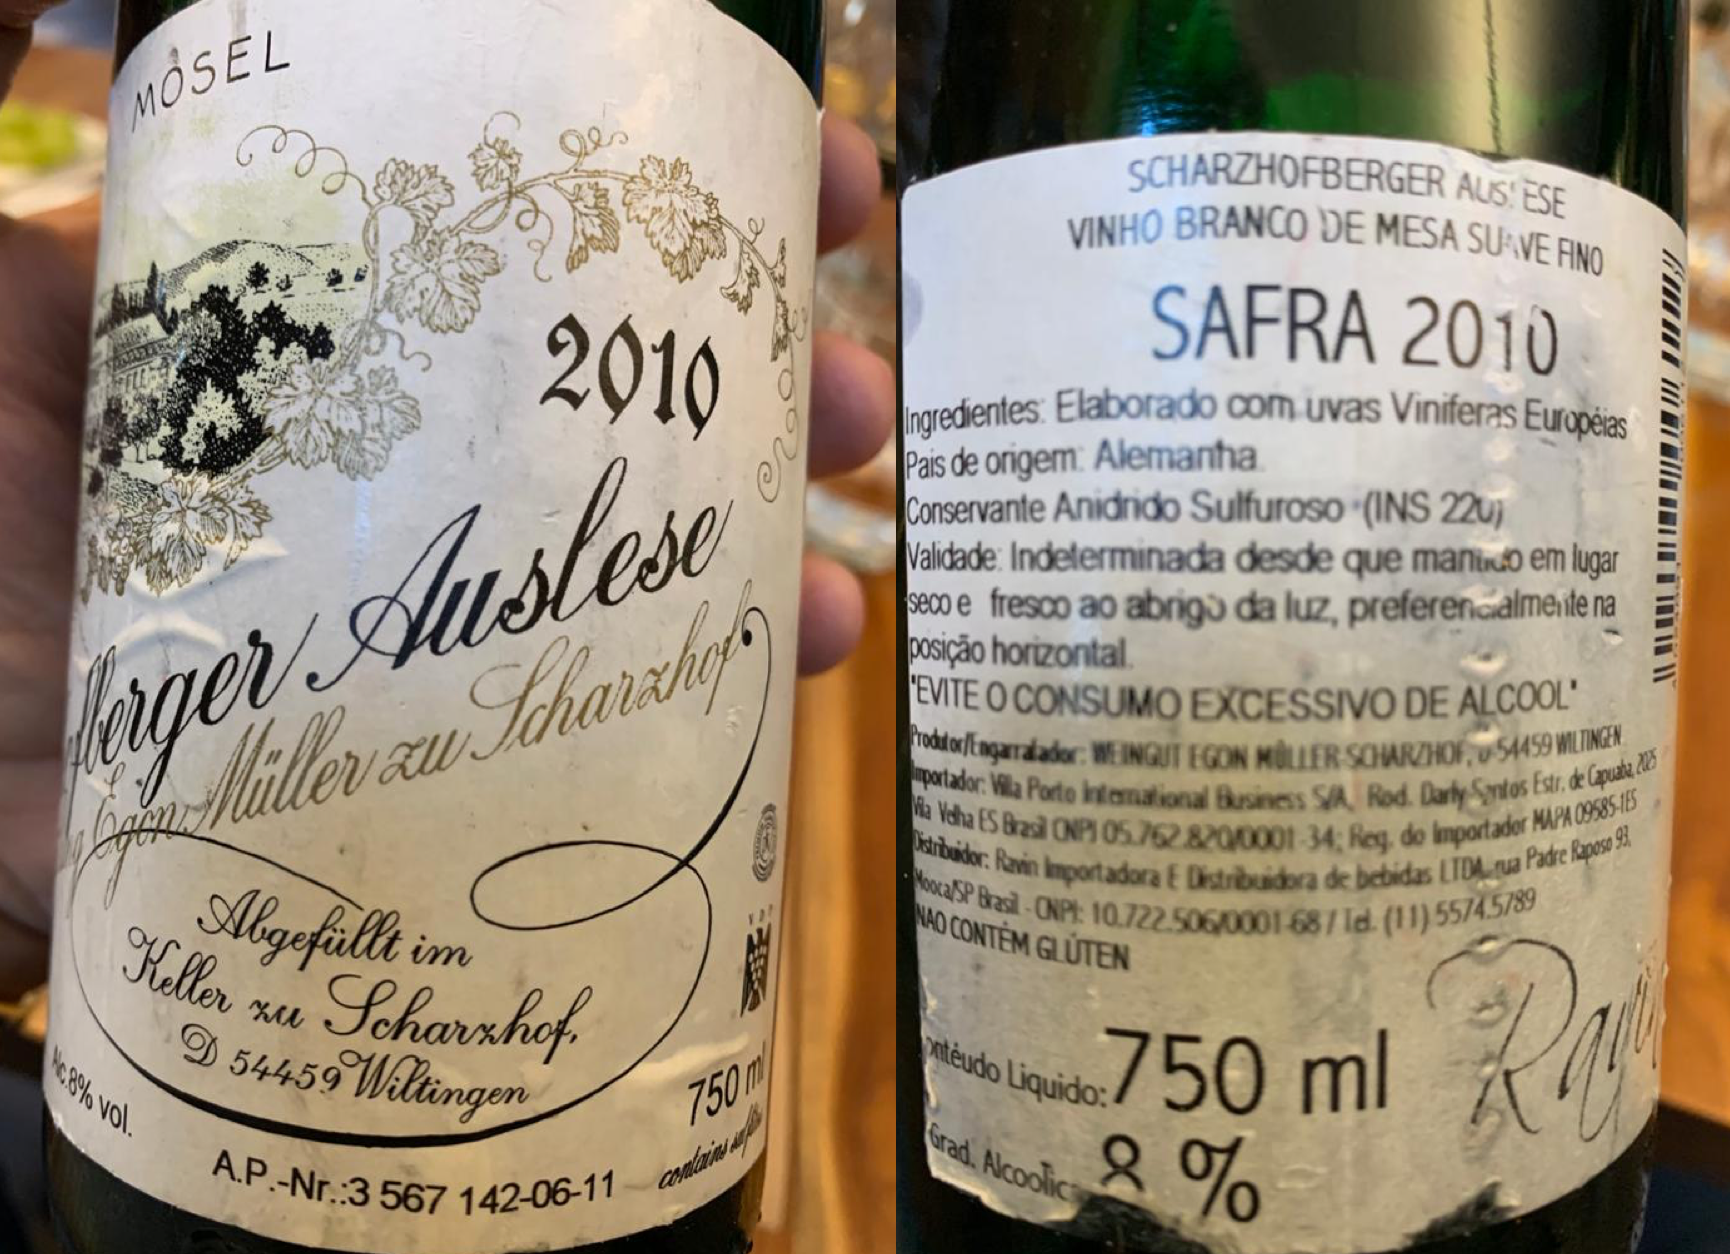 MOSEL
2010
fberger Auslese
Egon Müller zu Scharzhof
Abgefüllt im
Keller zu Scharzhof,
D 54459 Wiltingen
Alc.8% vol.
750 ml
A.P.-Nr.:3 567 142-06-11
contains sulfites
VDP
SCHARZHOFBERGER AUSLESE
VINHO BRANCO DE MESA SUAVE FINO
SAFRA 2010
Ingredientes: Elaborado com uvas Viniferas Européias
Pais de origem: Alemanha
Conservante Anidrido Sulfuroso (INS 220)
Validade: Indeterminada desde que mantido em lugar
seco e fresco ao abrigo da luz, preferencialmente na
posição horizontal.
"EVITE O CONSUMO EXCESSIVO DE ALCOOL"
Produtor/Engarrafador: WEINGUT EGON MÜLLER-SCHARZHOF, D-54459 WILTINGEN
Importador: Villa Porto International Business S/A, Rod. Darly Santos Estr. de Capuaba, 2025
Vila Velha ES Brasil CNPJ 05.762.820/0001-34; Reg. do Importador MAPA 09585-1ES
Distribuidor: Ravin Importadora E Distribuidora de bebidas LTDA, rua Padre Raposo 93,
Mooca/SP Brasil - CNPJ: 10.722.506/0001-68 / Tel. (11) 5574.5789
NAO CONTÉM GLÚTEN
ontéudo Liquido: 750 ml
Grad. Alcoolic 8 %
Ravin